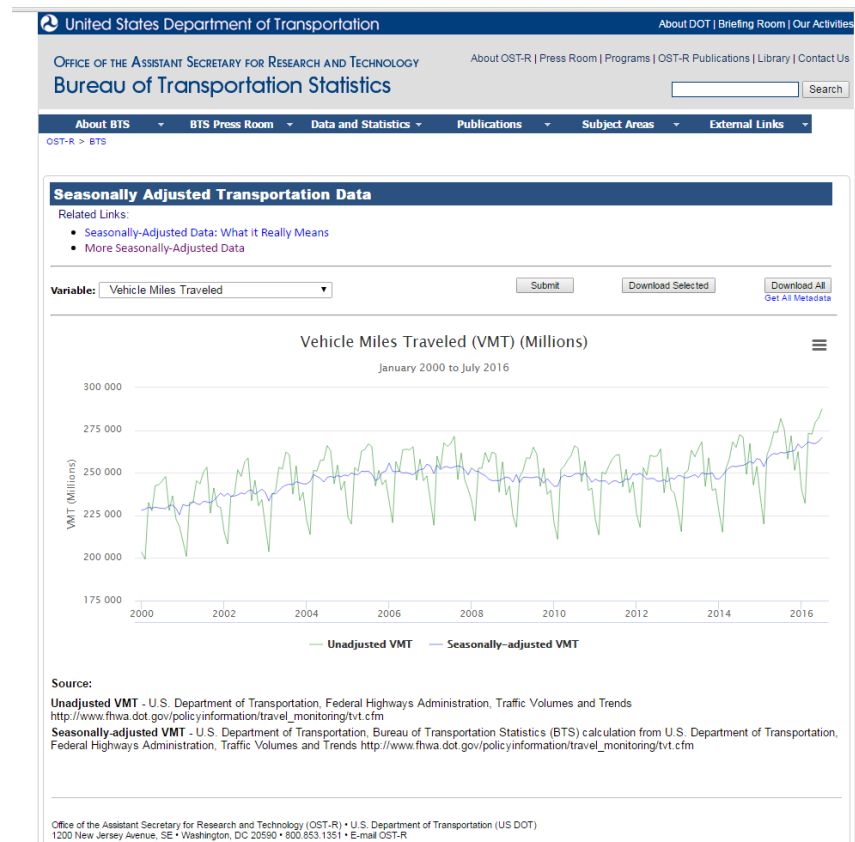 United States Department of Transportation
About DOT | Briefing Room | Our Activities
OFFICE OF THE ASSISTANT SECRETARY FOR RESEARCH AND TECHNOLOGY
About OST-R | Press Room | Programs | OST-R Publications | Library | Contact Us
Bureau of Transportation Statistics
Search
About BTS BTS Press Room Data and Statistics Publications Subject Areas External Links
OST-R > BTS
Seasonally Adjusted Transportation Data
Related Links:
• Seasonally-Adjusted Data: What it Really Means
• More Seasonally-Adjusted Data
Variable: Vehicle Miles Traveled Submit Download Selected Download All
Get All Metadata
Vehicle Miles Traveled (VMT) (Millions)
January 2000 to July 2016
300 000
275 000
250 000
225 000
200 000
175 000
VMT (Millions)
2000 2002 2004 2006 2008 2010 2012 2014 2016
Unadjusted VMT Seasonally-adjusted VMT
Source:
Unadjusted VMT - U.S. Department of Transportation, Federal Highways Administration, Traffic Volumes and Trends
http://www.fhwa.dot.gov/policyinformation/travel_monitoring/tvt.cfm
Seasonally-adjusted VMT - U.S. Department of Transportation, Bureau of Transportation Statistics (BTS) calculation from U.S. Department of Transportation,
Federal Highways Administration, Traffic Volumes and Trends http://www.fhwa.dot.gov/policyinformation/travel_monitoring/tvt.cfm
Office of the Assistant Secretary for Research and Technology (OST-R) • U.S. Department of Transportation (US DOT)
1200 New Jersey Avenue, SE • Washington, DC 20590 • 800.853.1351 • E-mail OST-R